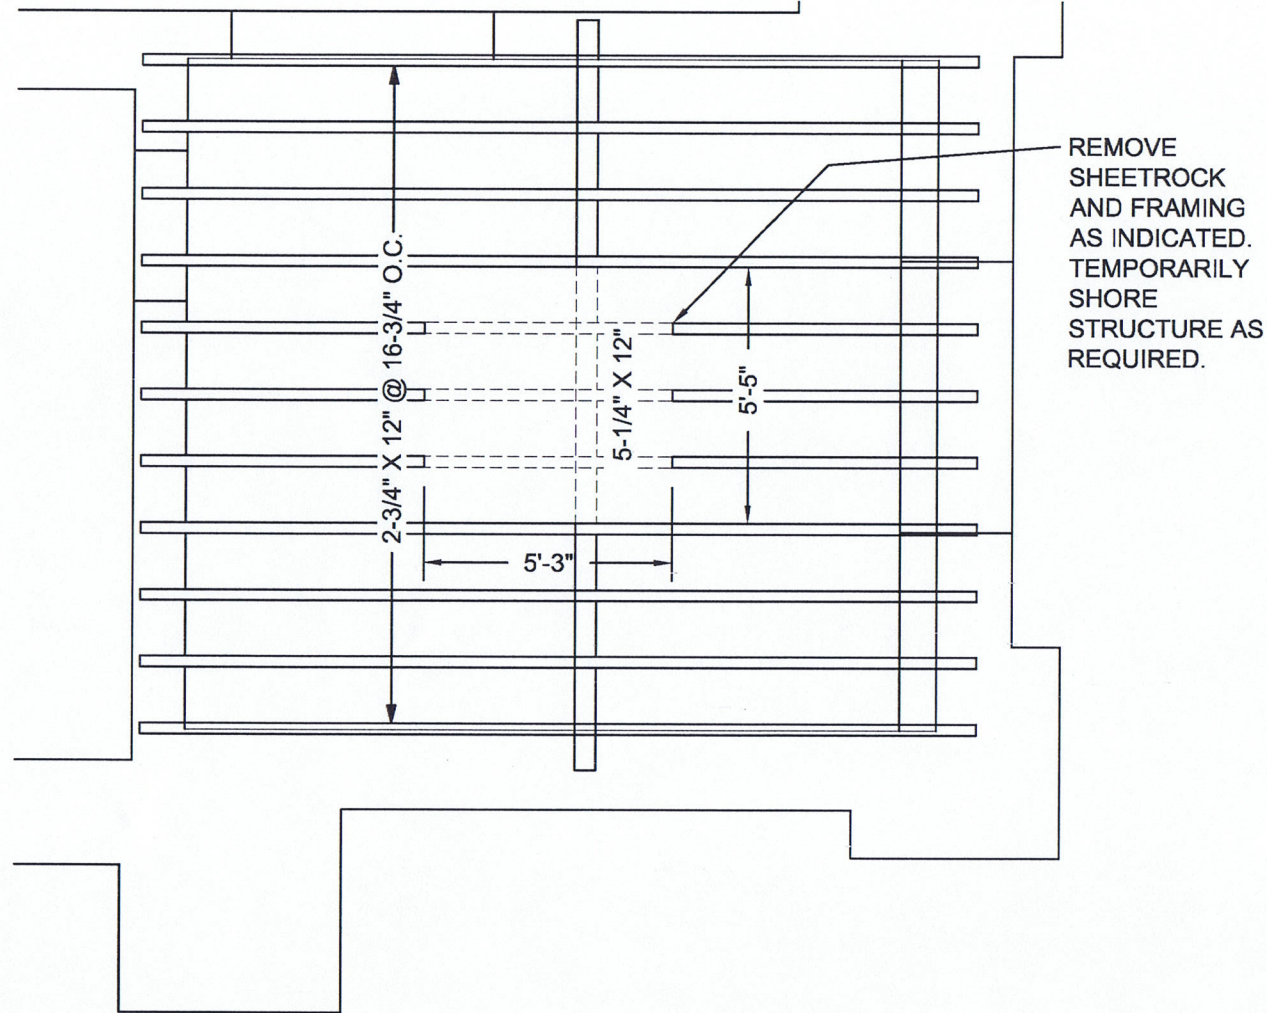 REMOVE
SHEETROCK
AND FRAMING
AS INDICATED.
TEMPORARILY
SHORE
STRUCTURE AS
REQUIRED.
2-3/4" X 12" @ 16-3/4" O.C.
5-1/4" X 12"
5'-5"
5'-3"